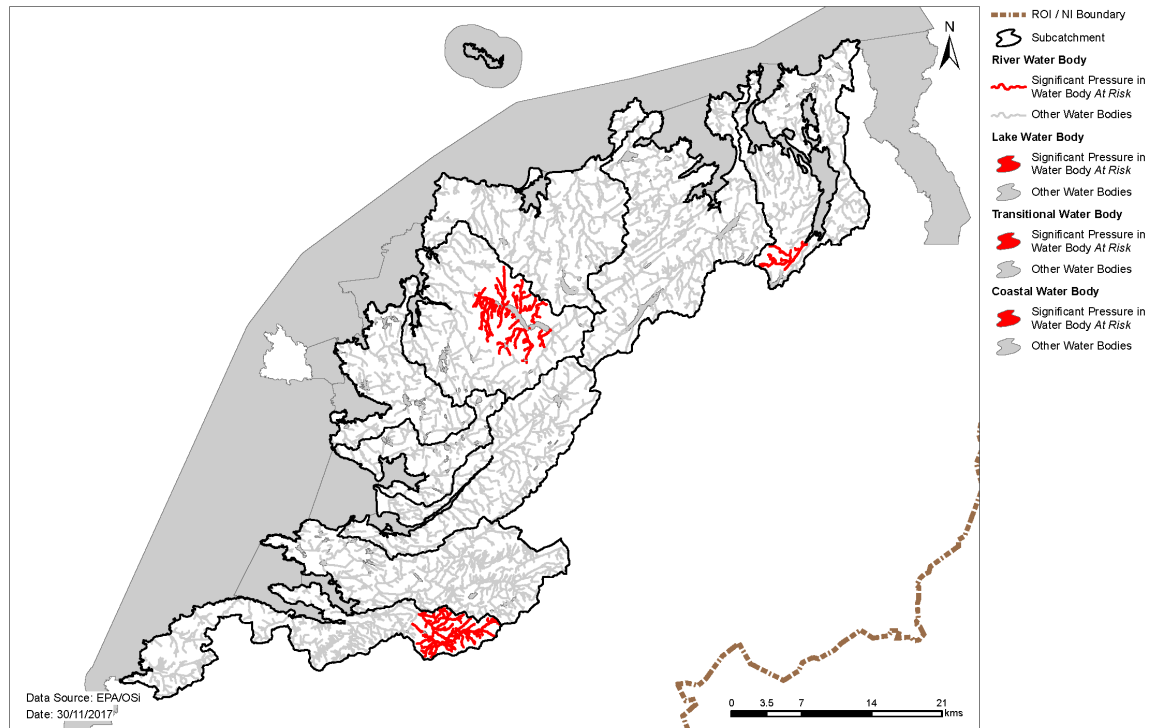 N
ROI / NI Boundary
Subcatchment
River Water Body
Significant Pressure in
Water Body At Risk
Other Water Bodies
Lake Water Body
Significant Pressure in
Water Body At Risk
Other Water Bodies
Transitional Water Body
Significant Pressure in
Water Body At Risk
Other Water Bodies
Coastal Water Body
Significant Pressure in
Water Body At Risk
Other Water Bodies
Data Source: EPA/OSi
Date: 30/11/2017
0 3.5 7 14 21
kms